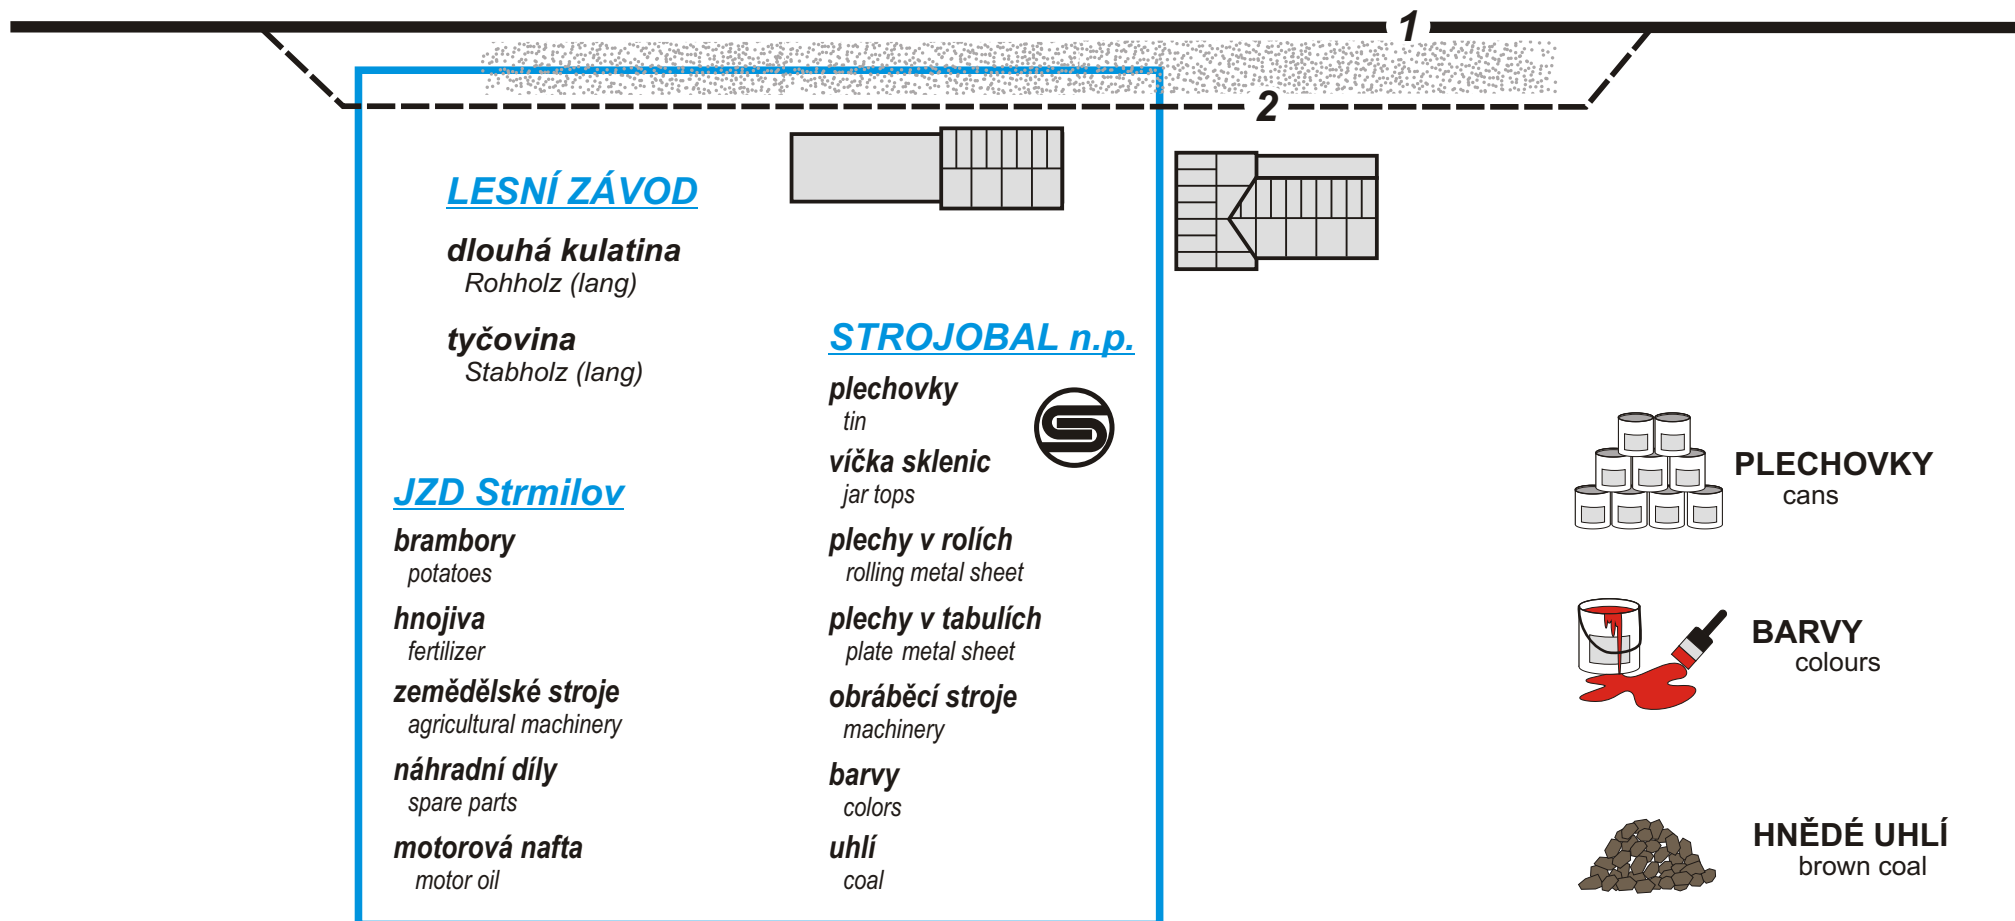 1
2
LESNÍ ZÁVOD
dlouhá kulatina
Rohholz (lang)
tyčovina
Stabholz (lang)
JZD Strmilov
brambory
potatoes
hnojiva
fertilizer
zemědělské stroje
agricultural machinery
náhradní díly
spare parts
motorová nafta
motor oil
STROJOBAL n.p.
plechovky
tin
víčka sklenic
jar tops
plechy v rolích
rolling metal sheet
plechy v tabulích
plate metal sheet
obráběcí stroje
machinery
barvy
colors
uhlí
coal
PLECHOVKY
cans
BARVY
colours
HNĚDÉ UHLÍ
brown coal